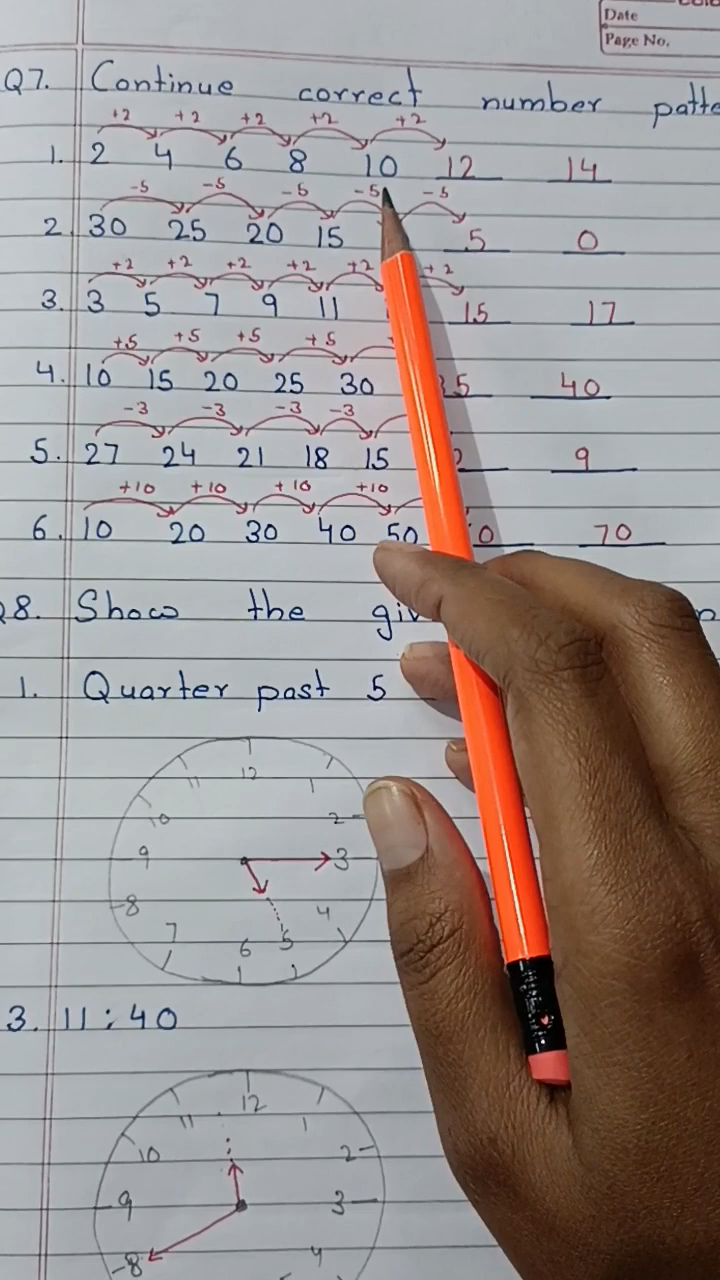 Date
Page No.
Q7. Continue correct number
+2 +2 +2 +2 +2
1. 2 4 6 8 10 12 14
-5 -5 -5 -5 -5
2. 30 25 20 15 5 0
+2 +2 +2 +2 +2 +2
3. 3 5 7 9 11 15 17
+5 +5 +5 +5
4. 10 15 20 25 30 40
-3 -3 -3 -3
5. 27 24 21 18 15 9
+10 +10 +10 +10
6. 10 20 30 40 50 70
Show the
1. Quarter past 5
12
11 1
10 2
9 3
8 4
7 6 5
3. 11:40
12
11 1
10 2
9 3
8 4